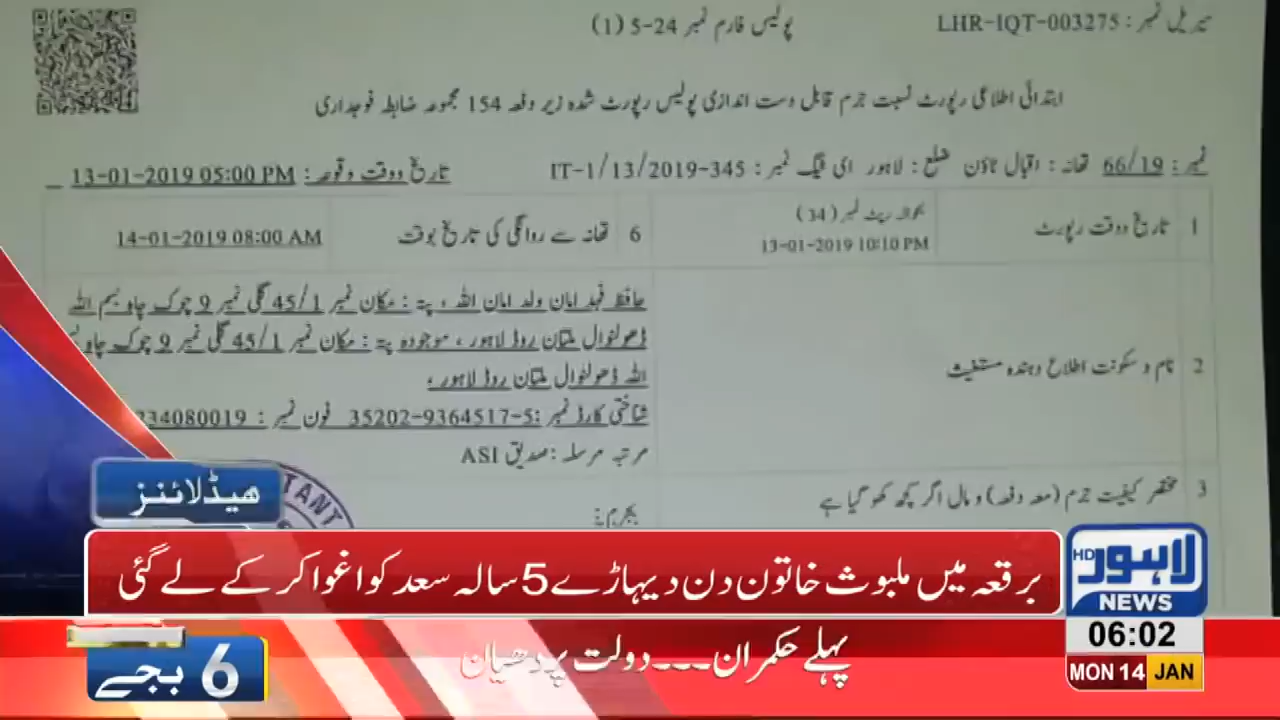 سیریل نمبر : LHR-IQT-003275
پولیس فارم نمبر 24-5 (1)
ابتدائی اطلاعی رپورٹ نسبت جرم قابل دست اندازی پولیس رپورٹ شدہ زیر دفعہ 154 مجموعہ ضابطہ فوجداری
نمبر : 66/19 تھانہ : اقبال ٹاؤن ضلع : لاہور ای ٹیگ نمبر : IT-1/13/2019-345 تاریخ ووقت وقوعہ : 13-01-2019 05:00 PM
1 تاریخ ووقت رپورٹ
بحوالہ رپٹ نمبر (34)
13-01-2019 10:10 PM
6 تھانہ سے روانگی کی تاریخ بوقت
14-01-2019 08:00 AM
2 نام و سکونت اطلاع دہندہ مستغیث
حافظ فہد امان ولد امان اللہ ، پتہ : مکان نمبر 45/1 گلی نمبر 9 چوک چاہ بسم اللہ
ڈھولنوال ملتان روڈ لاہور ، موجودہ پتہ : مکان نمبر 45/1 گلی نمبر 9 چوک چاہ
اللہ ڈھولنوال ملتان روڈ لاہور ،
شناختی کارڈ نمبر :35202-9364517-5 فون نمبر : 234080019
مرتبہ مرسلہ :صدیق ASI
3 مختصر کیفیت جرم (معہ دفعہ) و مال اگر کچھ کھو گیا ہے
بجرم:
TANT
ھیڈلائنز
برقعہ میں ملبوث خاتون دن دیہاڑے 5 سالہ سعد کو اغوا کر کے لے گئی
پہلے حکمران۔۔۔دولت پر دھیان
6 بجے
لاہور HD
NEWS
06:02
MON 14 JAN